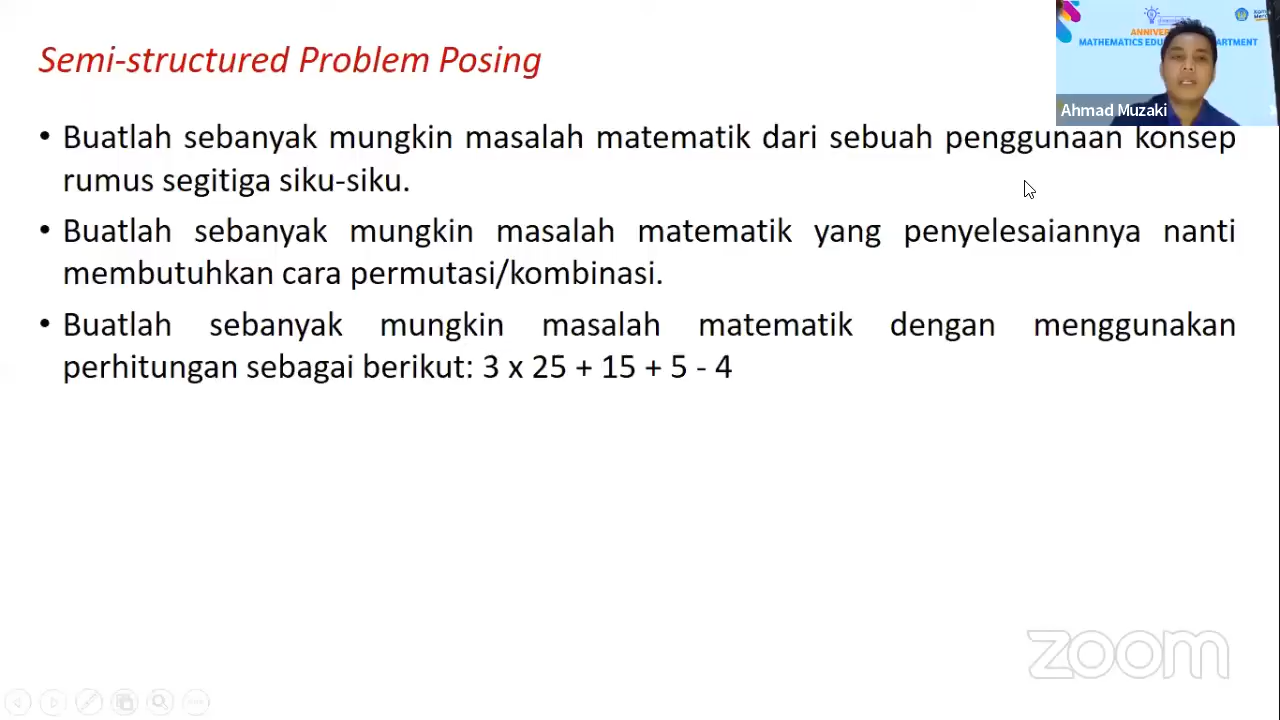 Semi-structured Problem Posing
• Buatlah sebanyak mungkin masalah matematik dari sebuah penggunaan konsep
rumus segitiga siku-siku.
• Buatlah sebanyak mungkin masalah matematik yang penyelesaiannya nanti
membutuhkan cara permutasi/kombinasi.
• Buatlah sebanyak mungkin masalah matematik dengan menggunakan
perhitungan sebagai berikut: 3 x 25 + 15 + 5 - 4
MATHEMATICS
Ahmad Muzaki
zoom